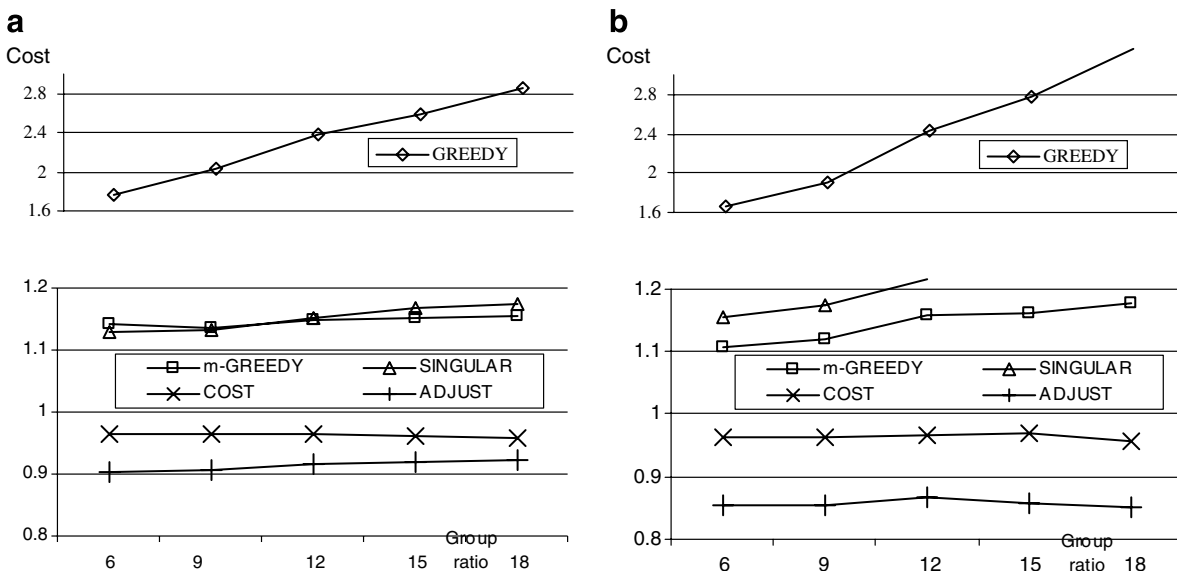 a
Cost
2.8
2.4
2
1.6
GREEDY
1.2
1.1
1
0.9
0.8
m-GREEDY SINGULAR
COST ADJUST
6 9 12 15 Group ratio 18
b
Cost
2.8
2.4
2
1.6
GREEDY
1.2
1.1
1
0.9
0.8
m-GREEDY SINGULAR
COST ADJUST
6 9 12 15 Group ratio 18